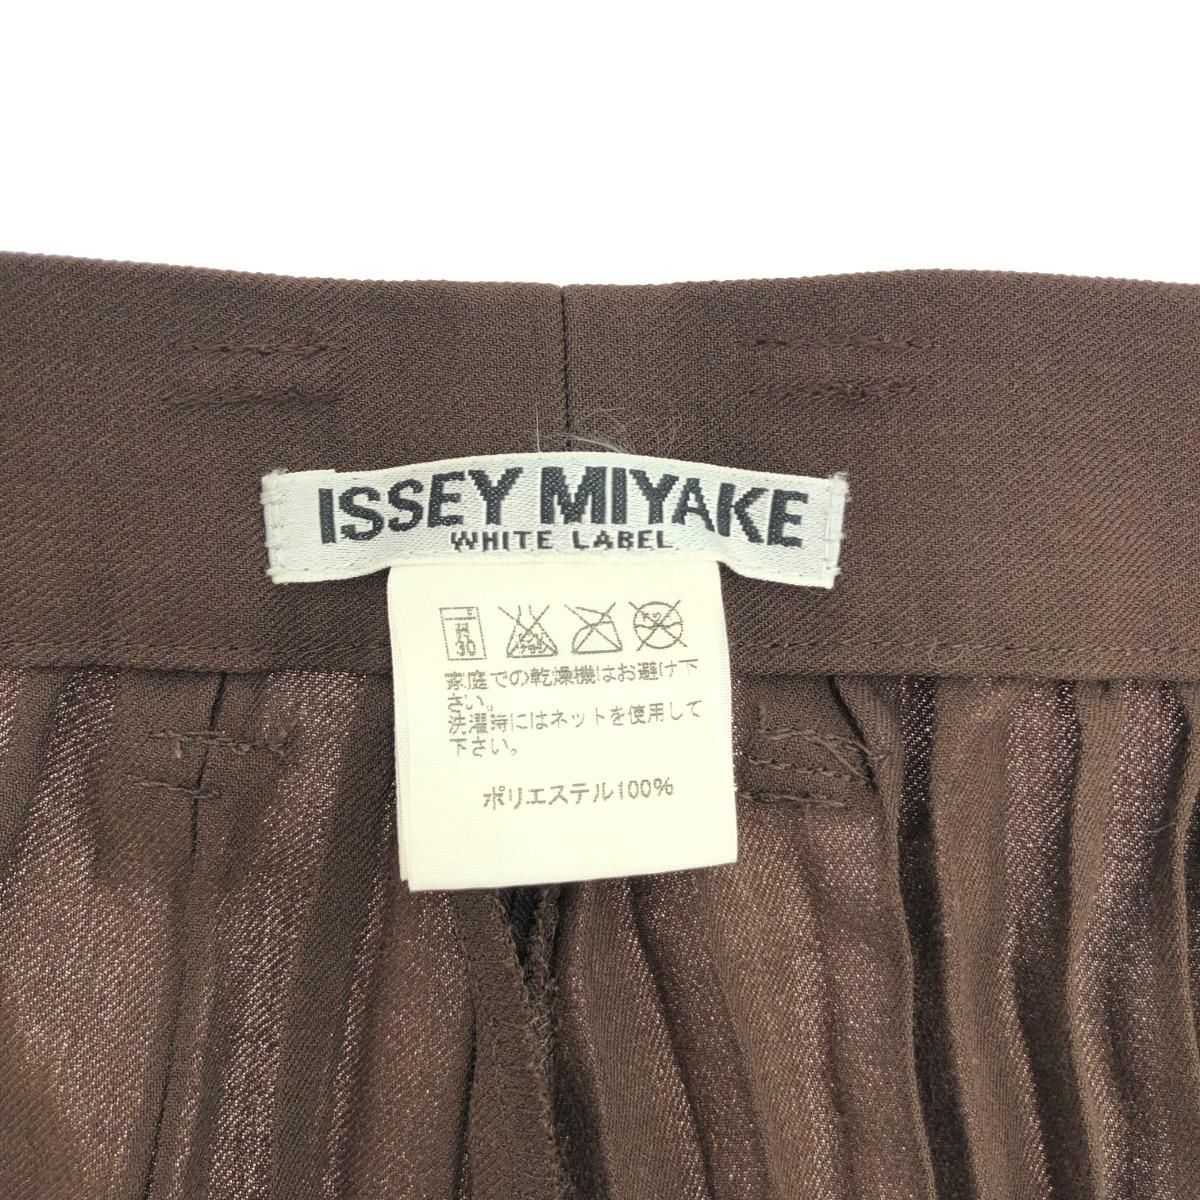 ISSEY MIYAKE
WHITE LABEL
家庭での乾燥機はお避け下
さい。
洗濯時にはネットを使用して
下さい。
ポリエステル100%